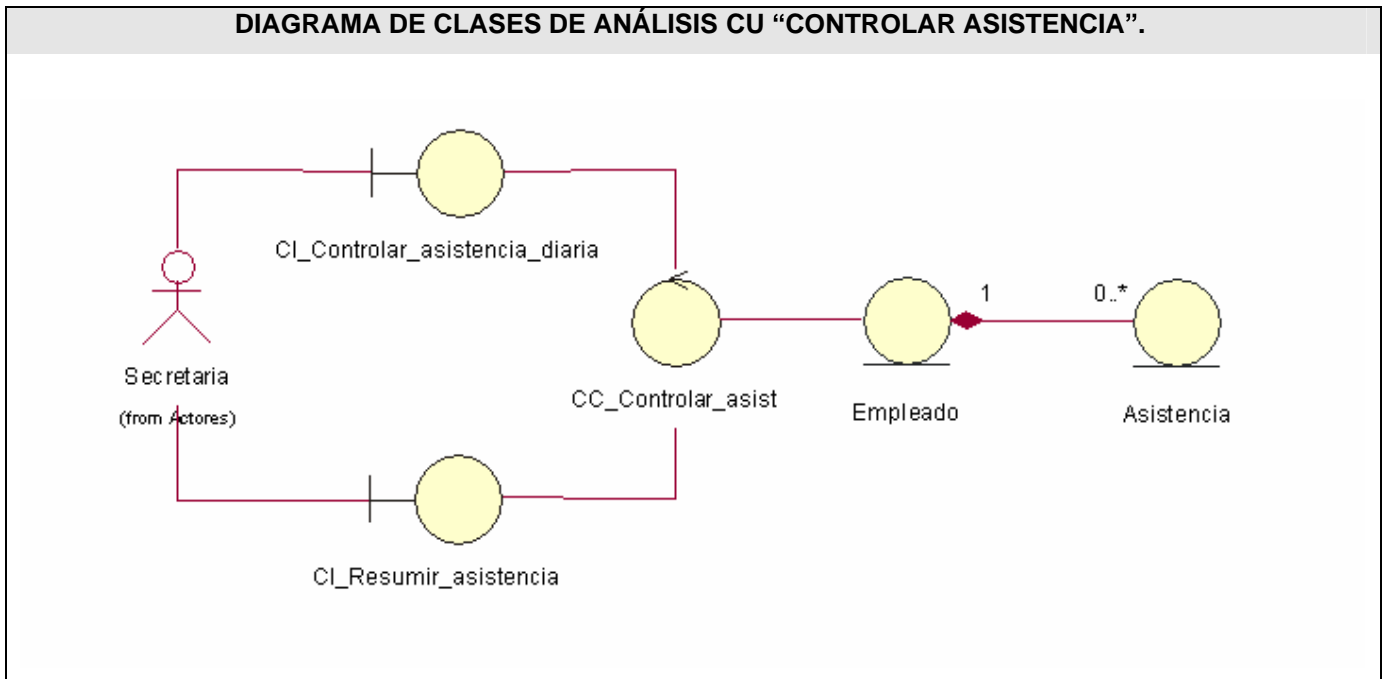 DIAGRAMA DE CLASES DE ANÁLISIS CU “CONTROLAR ASISTENCIA”.
CI_Controlar_asistencia_diaria
Secretaria
(from Actores)
CC_Controlar_asist
1
0..*
Empleado
Asistencia
CI_Resumir_asistencia